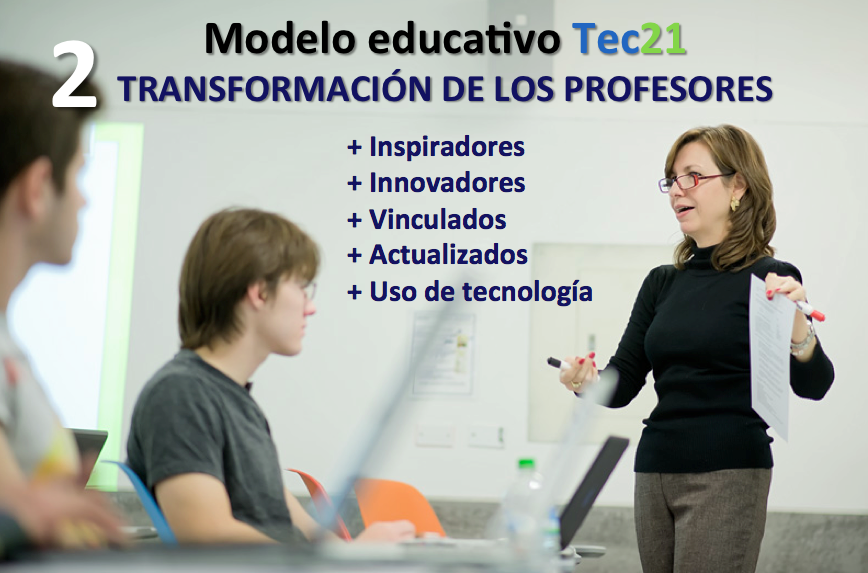 Modelo educativo Tec21
2
TRANSFORMACIÓN DE LOS PROFESORES
+ Inspiradores
+ Innovadores
+ Vinculados
+ Actualizados
+ Uso de tecnología